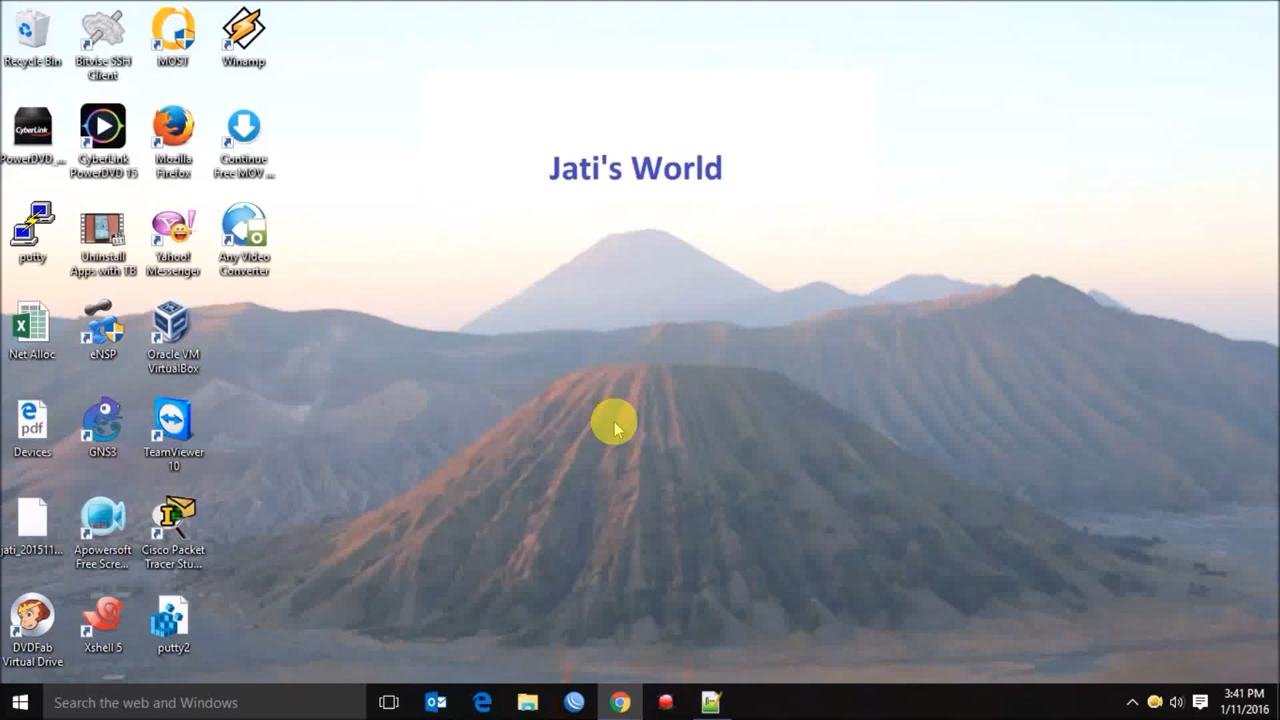 Recycle Bin
Bitvise SSH
Client
MOST
Winamp
CyberLink
PowerDVD_...
CyberLink
PowerDVD 15
Mozilla
Firefox
Continue
Free MOV ...
Jati's World
putty
Uninstall
Apps with TB
Yahoo!
Messenger
Any Video
Converter
Net Alloc
eNSP
Oracle VM
VirtualBox
pdf
Devices
GNS3
TeamViewer
10
jati_201511...
Apowersoft
Free Scre...
Cisco Packet
Tracer Stu...
DVDFab
Virtual Drive
Xshell 5
putty2
Search the web and Windows
3:41 PM
1/11/2016